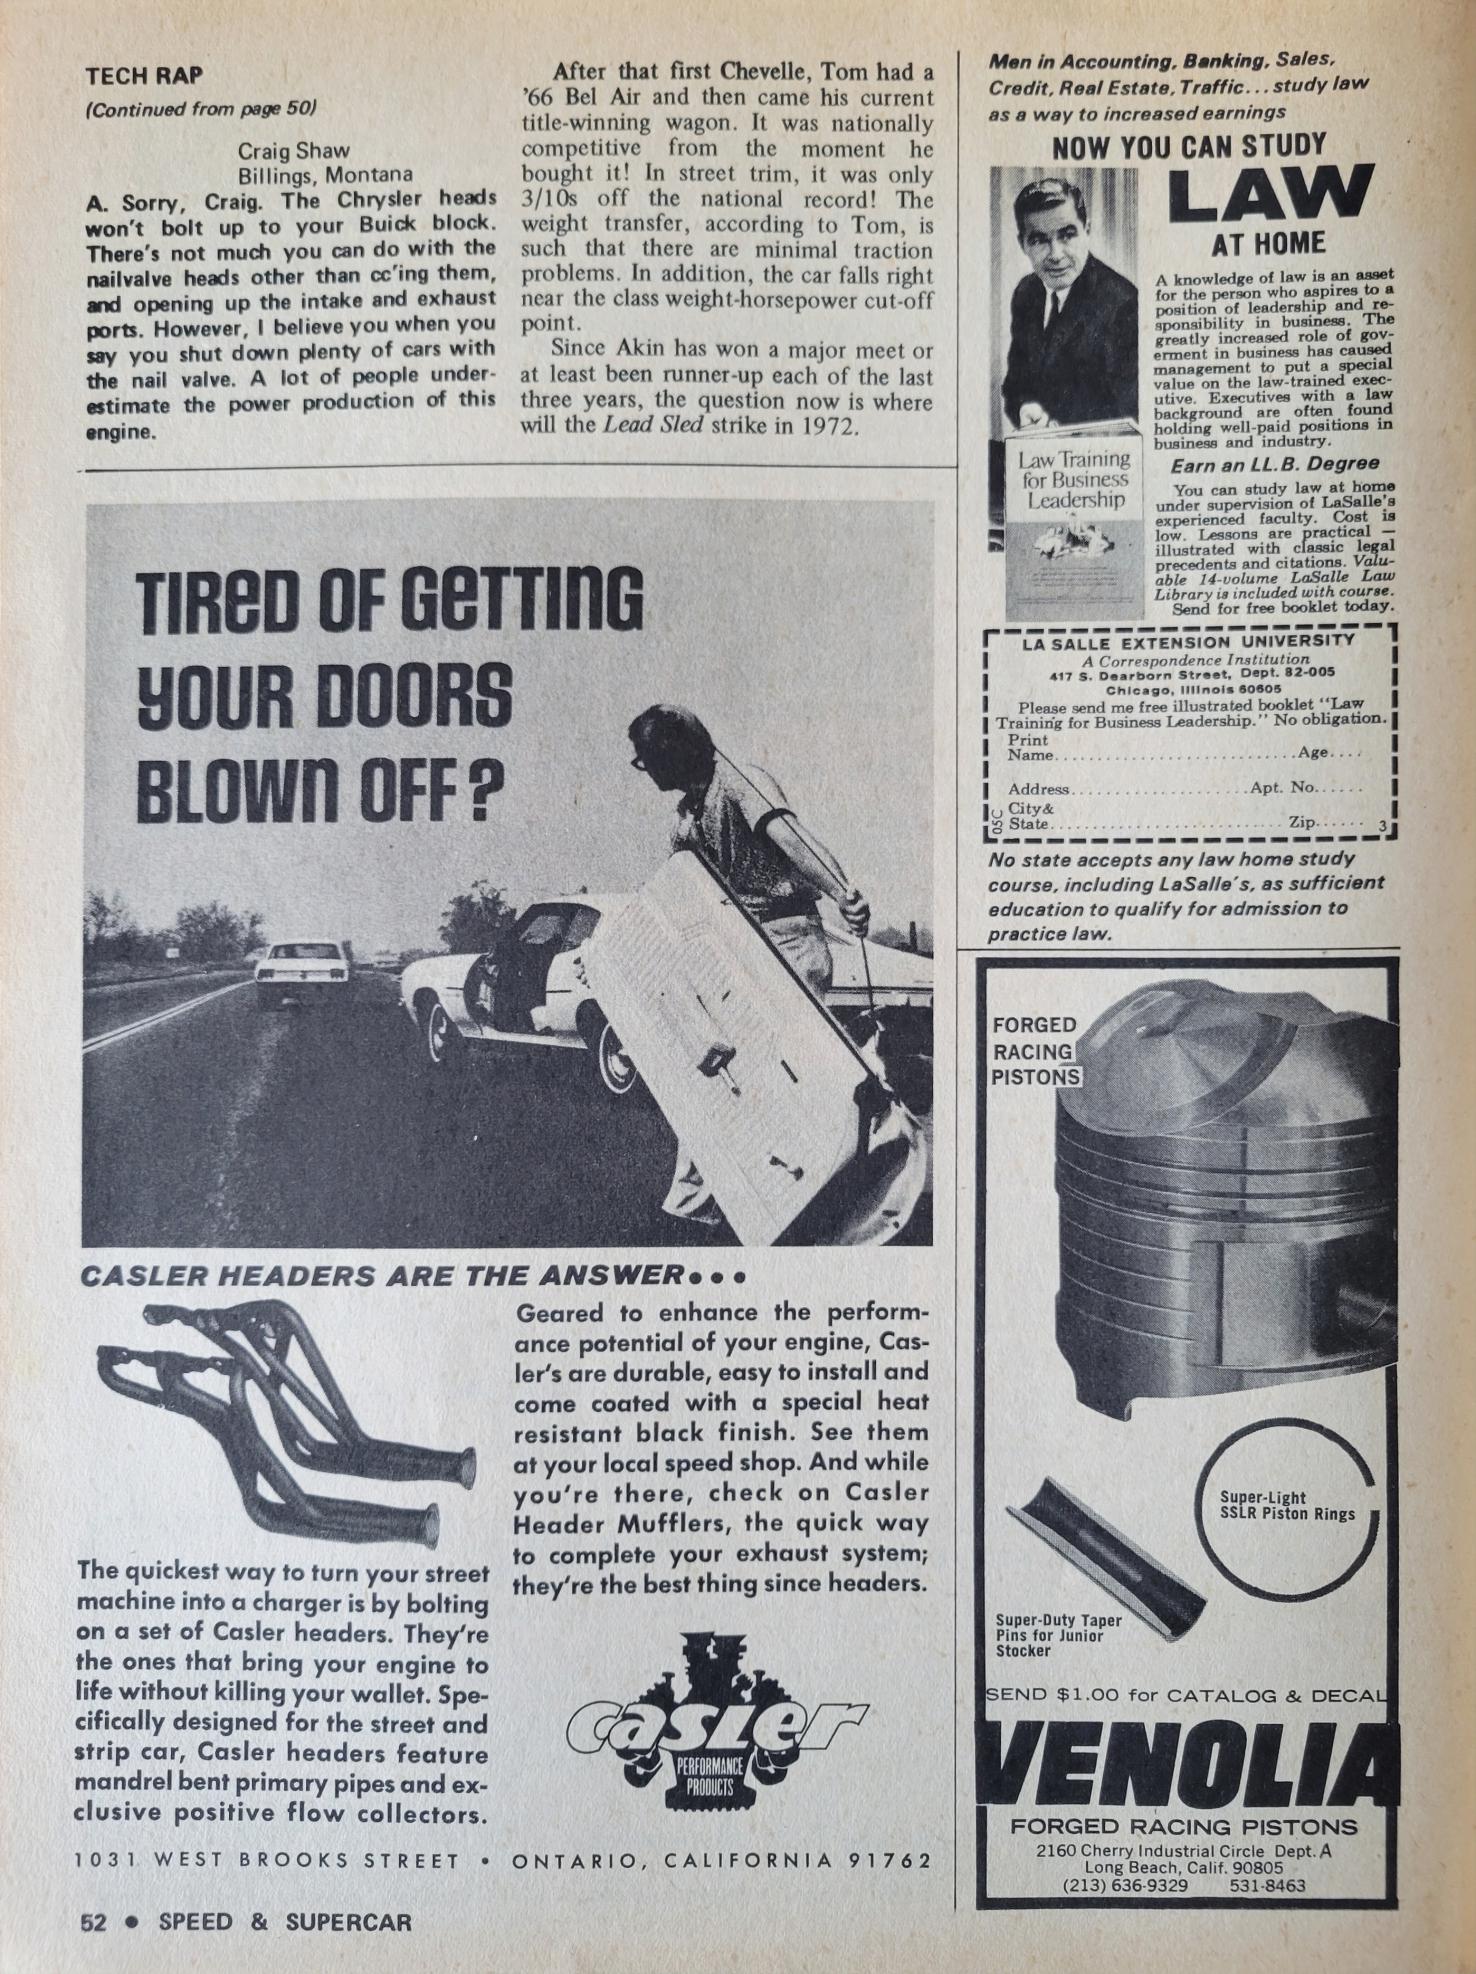 TECH RAP
(Continued from page 50)
Craig Shaw
Billings, Montana
A. Sorry, Craig. The Chrysler heads
won't bolt up to your Buick block.
There's not much you can do with the
nailvalve heads other than cc'ing them,
and opening up the intake and exhaust
ports. However, I believe you when you
say you shut down plenty of cars with
the nail valve. A lot of people under-
estimate the power production of this
engine.
After that first Chevelle, Tom had a
'66 Bel Air and then came his current
title-winning wagon. It was nationally
competitive from the moment he
bought it! In street trim, it was only
3/10s off the national record! The
weight transfer, according to Tom, is
such that there are minimal traction
problems. In addition, the car falls right
near the class weight-horsepower cut-off
point.
Since Akin has won a major meet or
at least been runner-up each of the last
three years, the question now is where
will the Lead Sled strike in 1972.
TIRED OF GETTING
YOUR DOORS
BLOWN OFF?
CASLER HEADERS ARE THE ANSWER...
The quickest way to turn your street
machine into a charger is by bolting
on a set of Casler headers. They're
the ones that bring your engine to
life without killing your wallet. Spe-
cifically designed for the street and
strip car, Casler headers feature
mandrel bent primary pipes and ex-
clusive positive flow collectors.
Geared to enhance the perform-
ance potential of your engine, Cas-
ler's are durable, easy to install and
come coated with a special heat
resistant black finish. See them
at your local speed shop. And while
you're there, check on Casler
Header Mufflers, the quick way
to complete your exhaust system;
they're the best thing since headers.
casler
PERFORMANCE
PRODUCTS
1031 WEST BROOKS STREET • ONTARIO, CALIFORNIA 91762
52 • SPEED & SUPERCAR
Men in Accounting, Banking, Sales,
Credit, Real Estate, Traffic...study law
as a way to increased earnings
NOW YOU CAN STUDY
LAW
AT HOME
A knowledge of law is an asset
for the person who aspires to a
position of leadership and re-
sponsibility in business. The
greatly increased role of gov-
erment in business has caused
management to put a special
value on the law-trained exec-
utive. Executives with a law
background are often found
holding well-paid positions in
business and industry.
Earn an LL.B. Degree
You can study law at home
under supervision of LaSalle's
experienced faculty. Cost is
low. Lessons are practical —
illustrated with classic legal
precedents and citations. Valu-
able 14-volume LaSalle Law
Library is included with course.
Send for free booklet today.
Law Training
for Business
Leadership
LA SALLE EXTENSION UNIVERSITY
A Correspondence Institution
417 S. Dearborn Street, Dept. 82-005
Chicago, Illinois 60605
Please send me free illustrated booklet "Law
Training for Business Leadership." No obligation.
Print
Name...........................Age....
Address....................Apt. No......
City&
State..........................Zip...... 3
05C
No state accepts any law home study
course, including LaSalle's, as sufficient
education to qualify for admission to
practice law.
FORGED
RACING
PISTONS
Super-Light
SSLR Piston Rings
Super-Duty Taper
Pins for Junior
Stocker
SEND $1.00 for CATALOG & DECAL
VENOLIA
FORGED RACING PISTONS
2160 Cherry Industrial Circle Dept. A
Long Beach, Calif. 90805
(213) 636-9329 531-8463